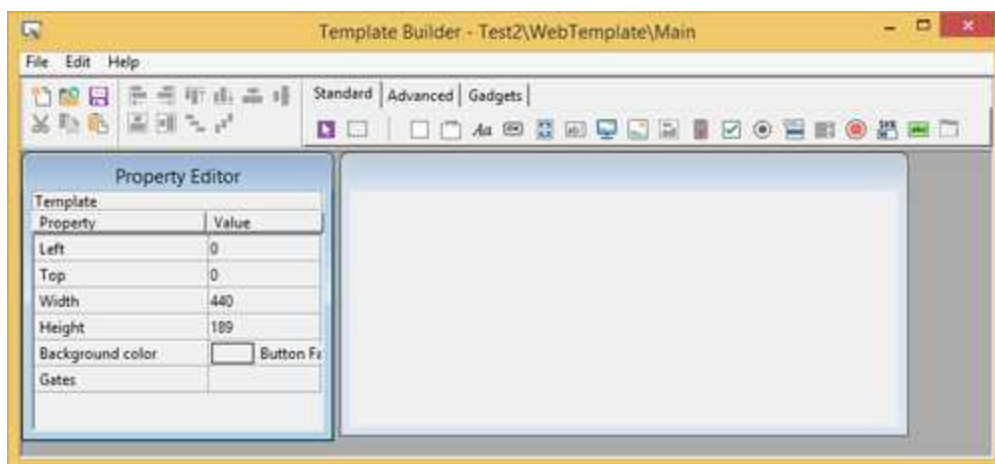 Template Builder - Test2\WebTemplate\Main
File Edit Help
Standard Advanced Gadgets
Aa
Property Editor
Template
Property Value
Left 0
Top 0
Width 440
Height 189
Background color Button Fa
Gates